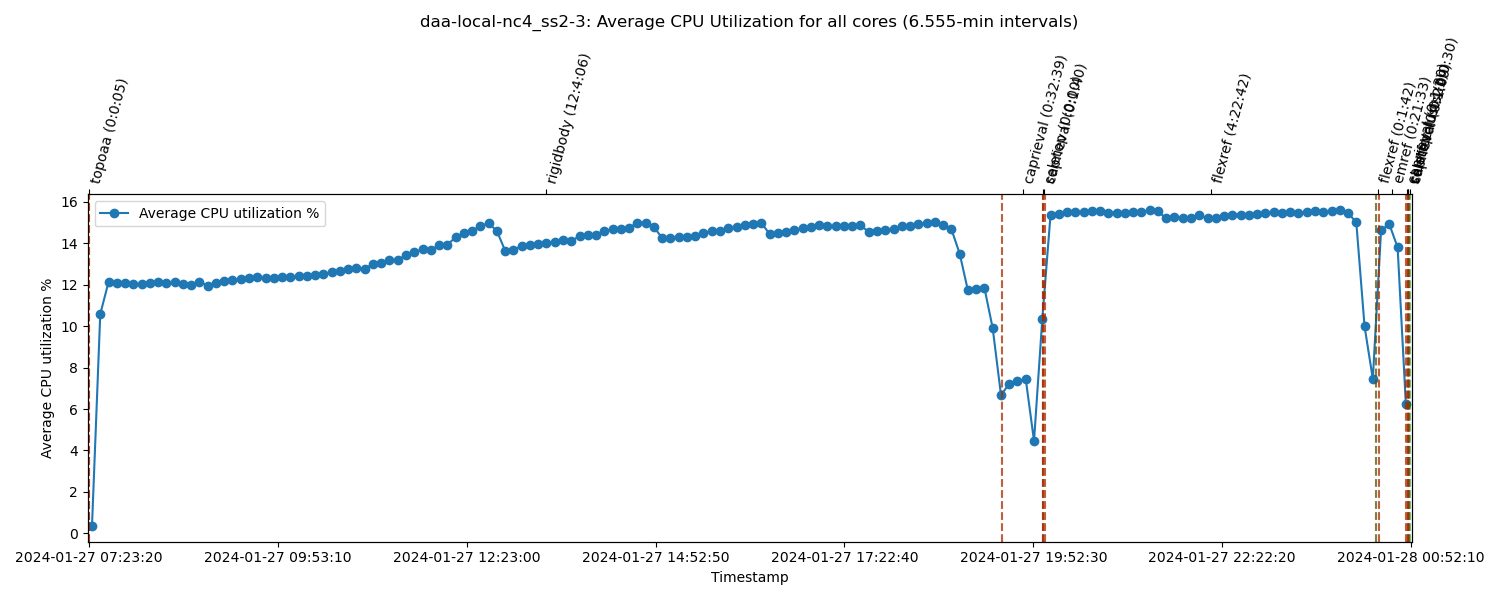 daa-local-nc4_ss2-3: Average CPU Utilization for all cores (6.555-min intervals)
topoaa (0:0:05)
rigidbody (12:4:06)
caprieval (0:32:39)
flexref (4:22:42)
flexref (0:1:42)
emref (0:21:33)
Average CPU utilization %
16
14
12
10
8
6
4
2
0
Average CPU utilization %
2024-01-27 07:23:20
2024-01-27 09:53:10
2024-01-27 12:23:00
2024-01-27 14:52:50
2024-01-27 17:22:40
2024-01-27 19:52:30
2024-01-27 22:22:20
2024-01-28 00:52:10
Timestamp